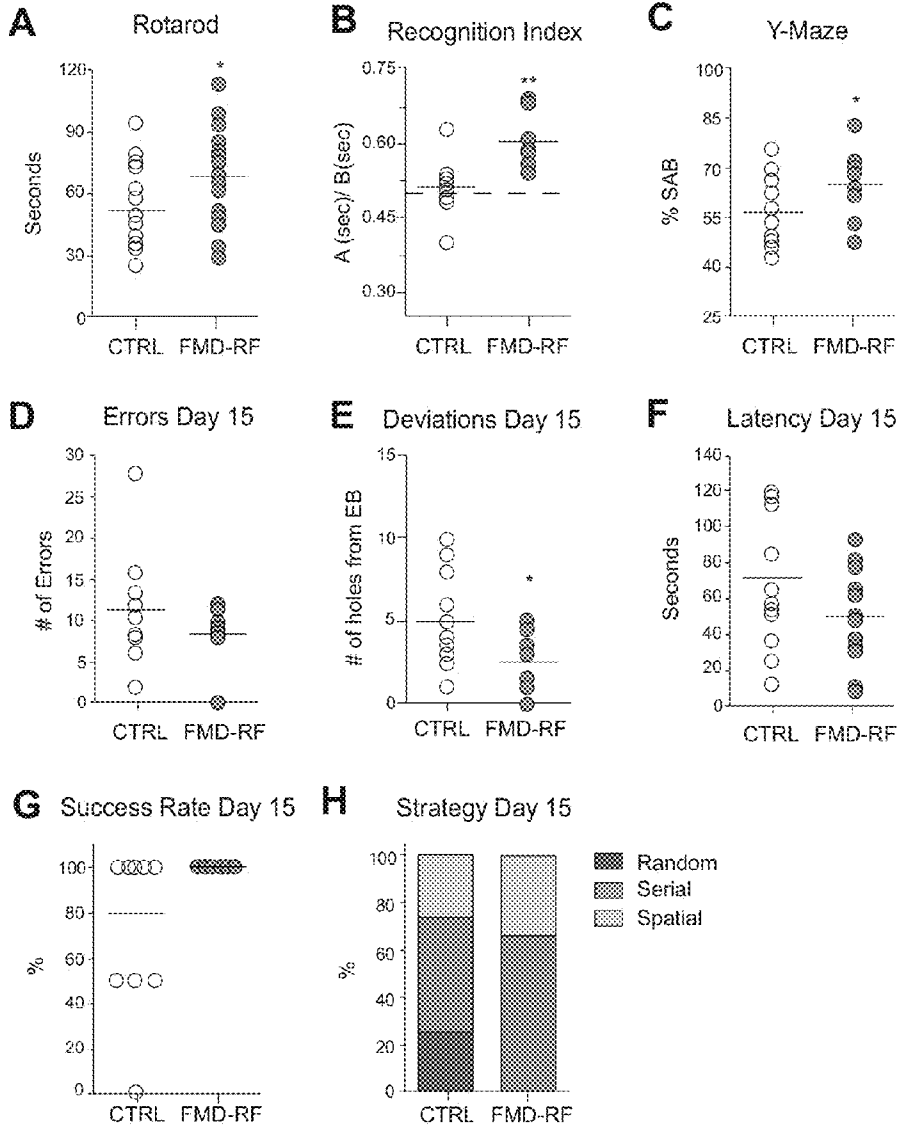 A Rotarod
*
120
90
60
30
0
Seconds
CTRL FMD-RF
B Recognition Index
**
0.75
0.60
0.45
0.30
A (sec)/ B(sec)
CTRL FMD-RF
C Y-Maze
*
100
85
70
55
40
25
% SAB
CTRL FMD-RF
D Errors Day 15
30
25
20
15
10
5
0
# of Errors
CTRL FMD-RF
E Deviations Day 15
*
15
10
5
0
# of holes from EB
CTRL FMD-RF
F Latency Day 15
140
120
100
80
60
40
20
0
Seconds
CTRL FMD-RF
G Success Rate Day 15
100
80
60
40
20
0
%
CTRL FMD-RF
H Strategy Day 15
100
80
60
40
20
0
%
CTRL FMD-RF
Random
Serial
Spatial